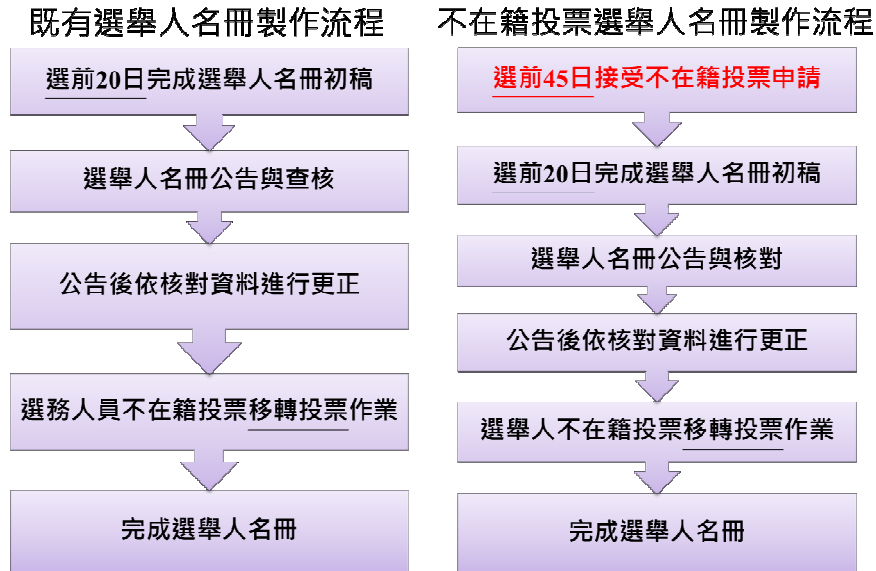 既有選舉人名冊製作流程
選前20日完成選舉人名冊初稿
選舉人名冊公告與查核
公告後依核對資料進行更正
選務人員不在籍投票移轉投票作業
完成選舉人名冊
不在籍投票選舉人名冊製作流程
選前45日接受不在籍投票申請
選前20日完成選舉人名冊初稿
選舉人名冊公告與核對
公告後依核對資料進行更正
選舉人不在籍投票移轉投票作業
完成選舉人名冊